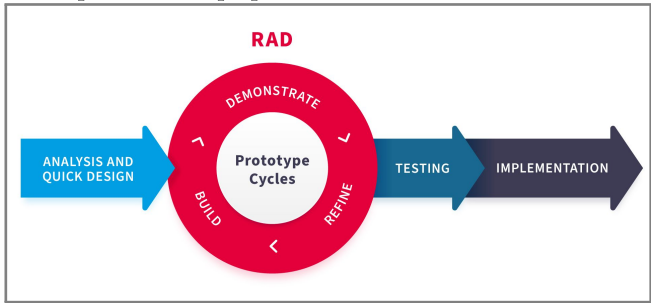 RAD
ANALYSIS AND
QUICK DESIGN
DEMONSTRATE
Prototype
Cycles
BUILD
REFINE
TESTING
IMPLEMENTATION